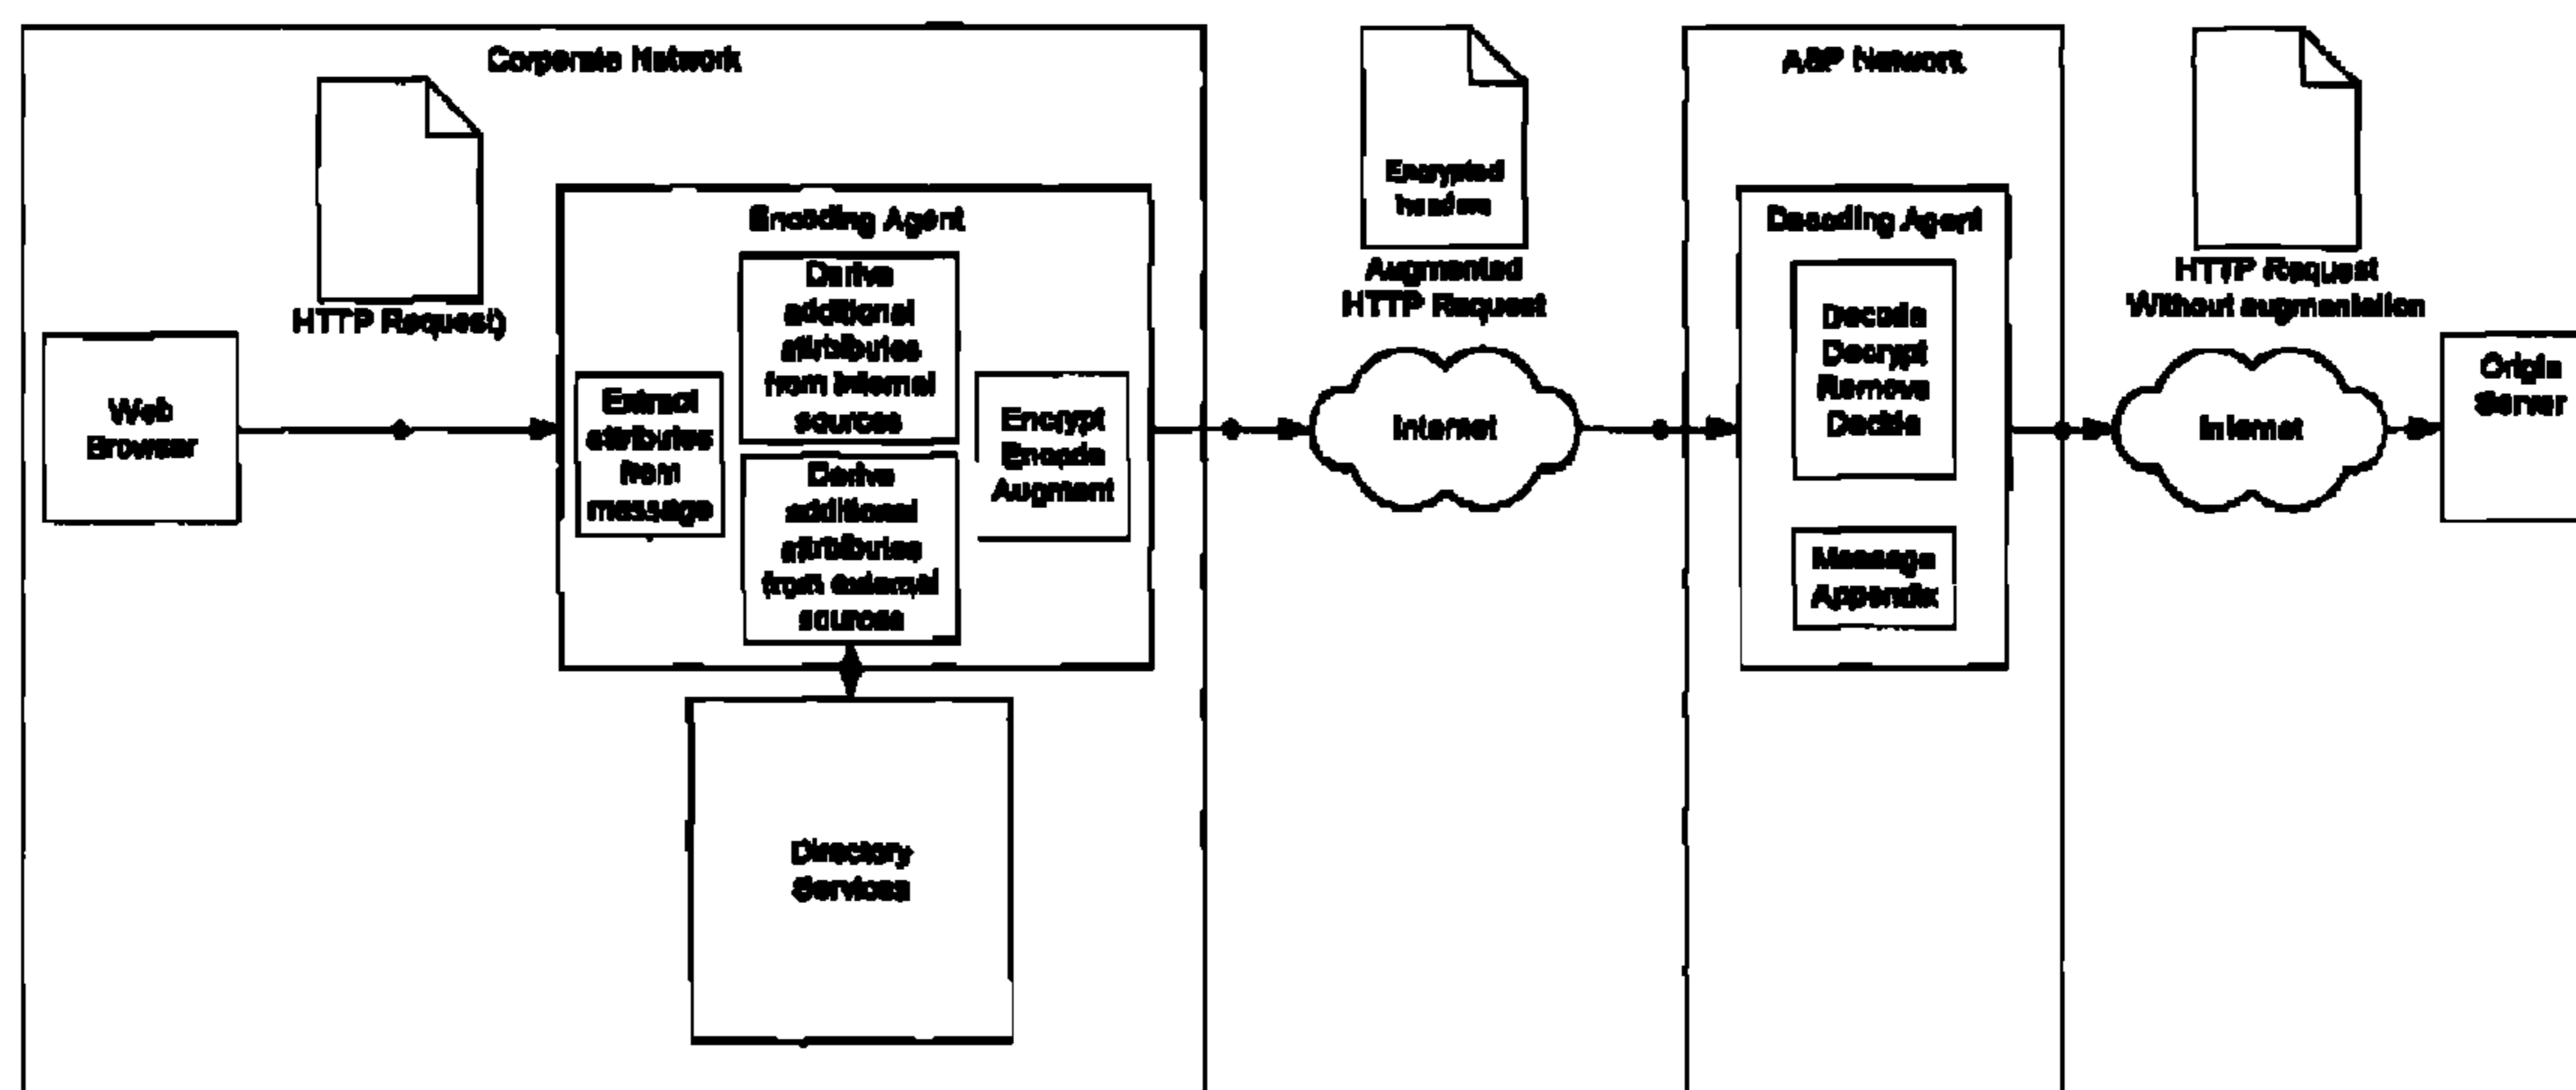 Corporate Network
HTTP Request)
Web
Browser
Encoding Agent
Extract
attributes
from
message
Derive
additional
attributes
from internal
sources
Derive
additional
attributes
from external
sources
Encrypt
Encode
Augment
Directory
Services
Encrypted
headers
Augmented
HTTP Request
Internet
ASP Network
Decoding Agent
Decode
Decrypt
Remove
Decide
Message
Appendix
HTTP Request
Without augmentation
Internet
Origin
Server